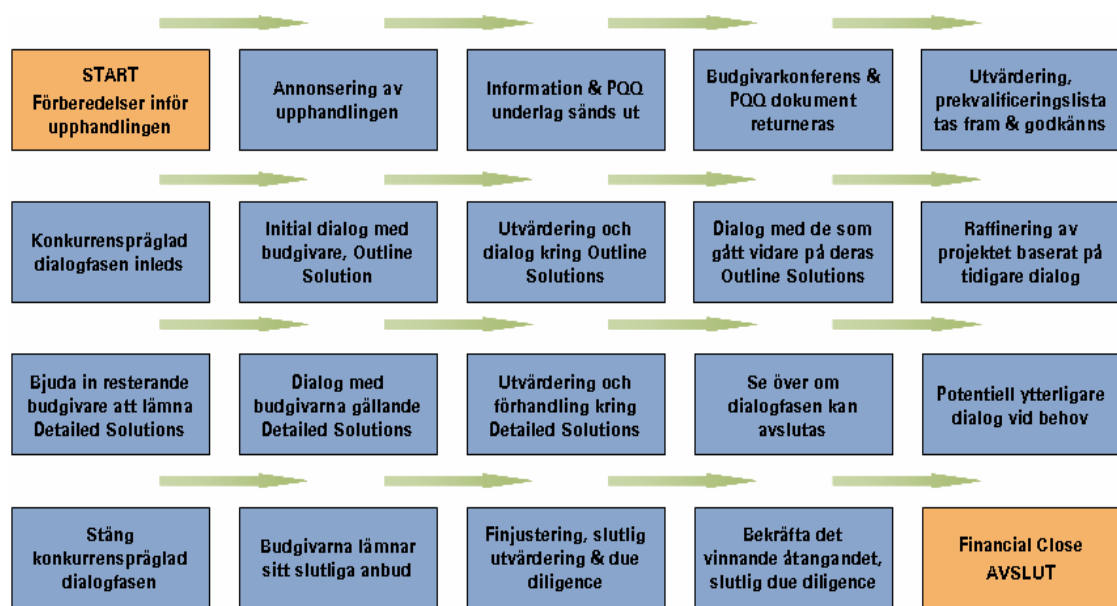 START
Förberedelser inför
upphandlingen
Annonsering av
upphandlingen
Information & PQQ
underlag sänds ut
Budgivarkonferens &
PQQ dokument
returneras
Utvärdering,
prekvalificeringslista
tas fram & godkänns
Konkurrenspräglad
dialogfasen inleds
Initial dialog med
budgivare, Outline
Solution
Utvärdering och
dialog kring Outline
Solutions
Dialog med de som
gått vidare på deras
Outline Solutions
Raffinering av
projektet baserat på
tidigare dialog
Bjuda in resterande
budgivare att lämna
Detailed Solutions
Dialog med
budgivarna gällande
Detailed Solutions
Utvärdering och
förhandling kring
Detailed Solutions
Se över om
dialogfasen kan
avslutas
Potentiell ytterligare
dialog vid behov
Stäng
konkurrenspräglad
dialogfasen
Budgivarna lämnar
sitt slutliga anbud
Finjustering, slutlig
utvärdering & due
diligence
Bekräfta det
vinnande åtangandet,
slutlig due diligence
Financial Close
AVSLUT